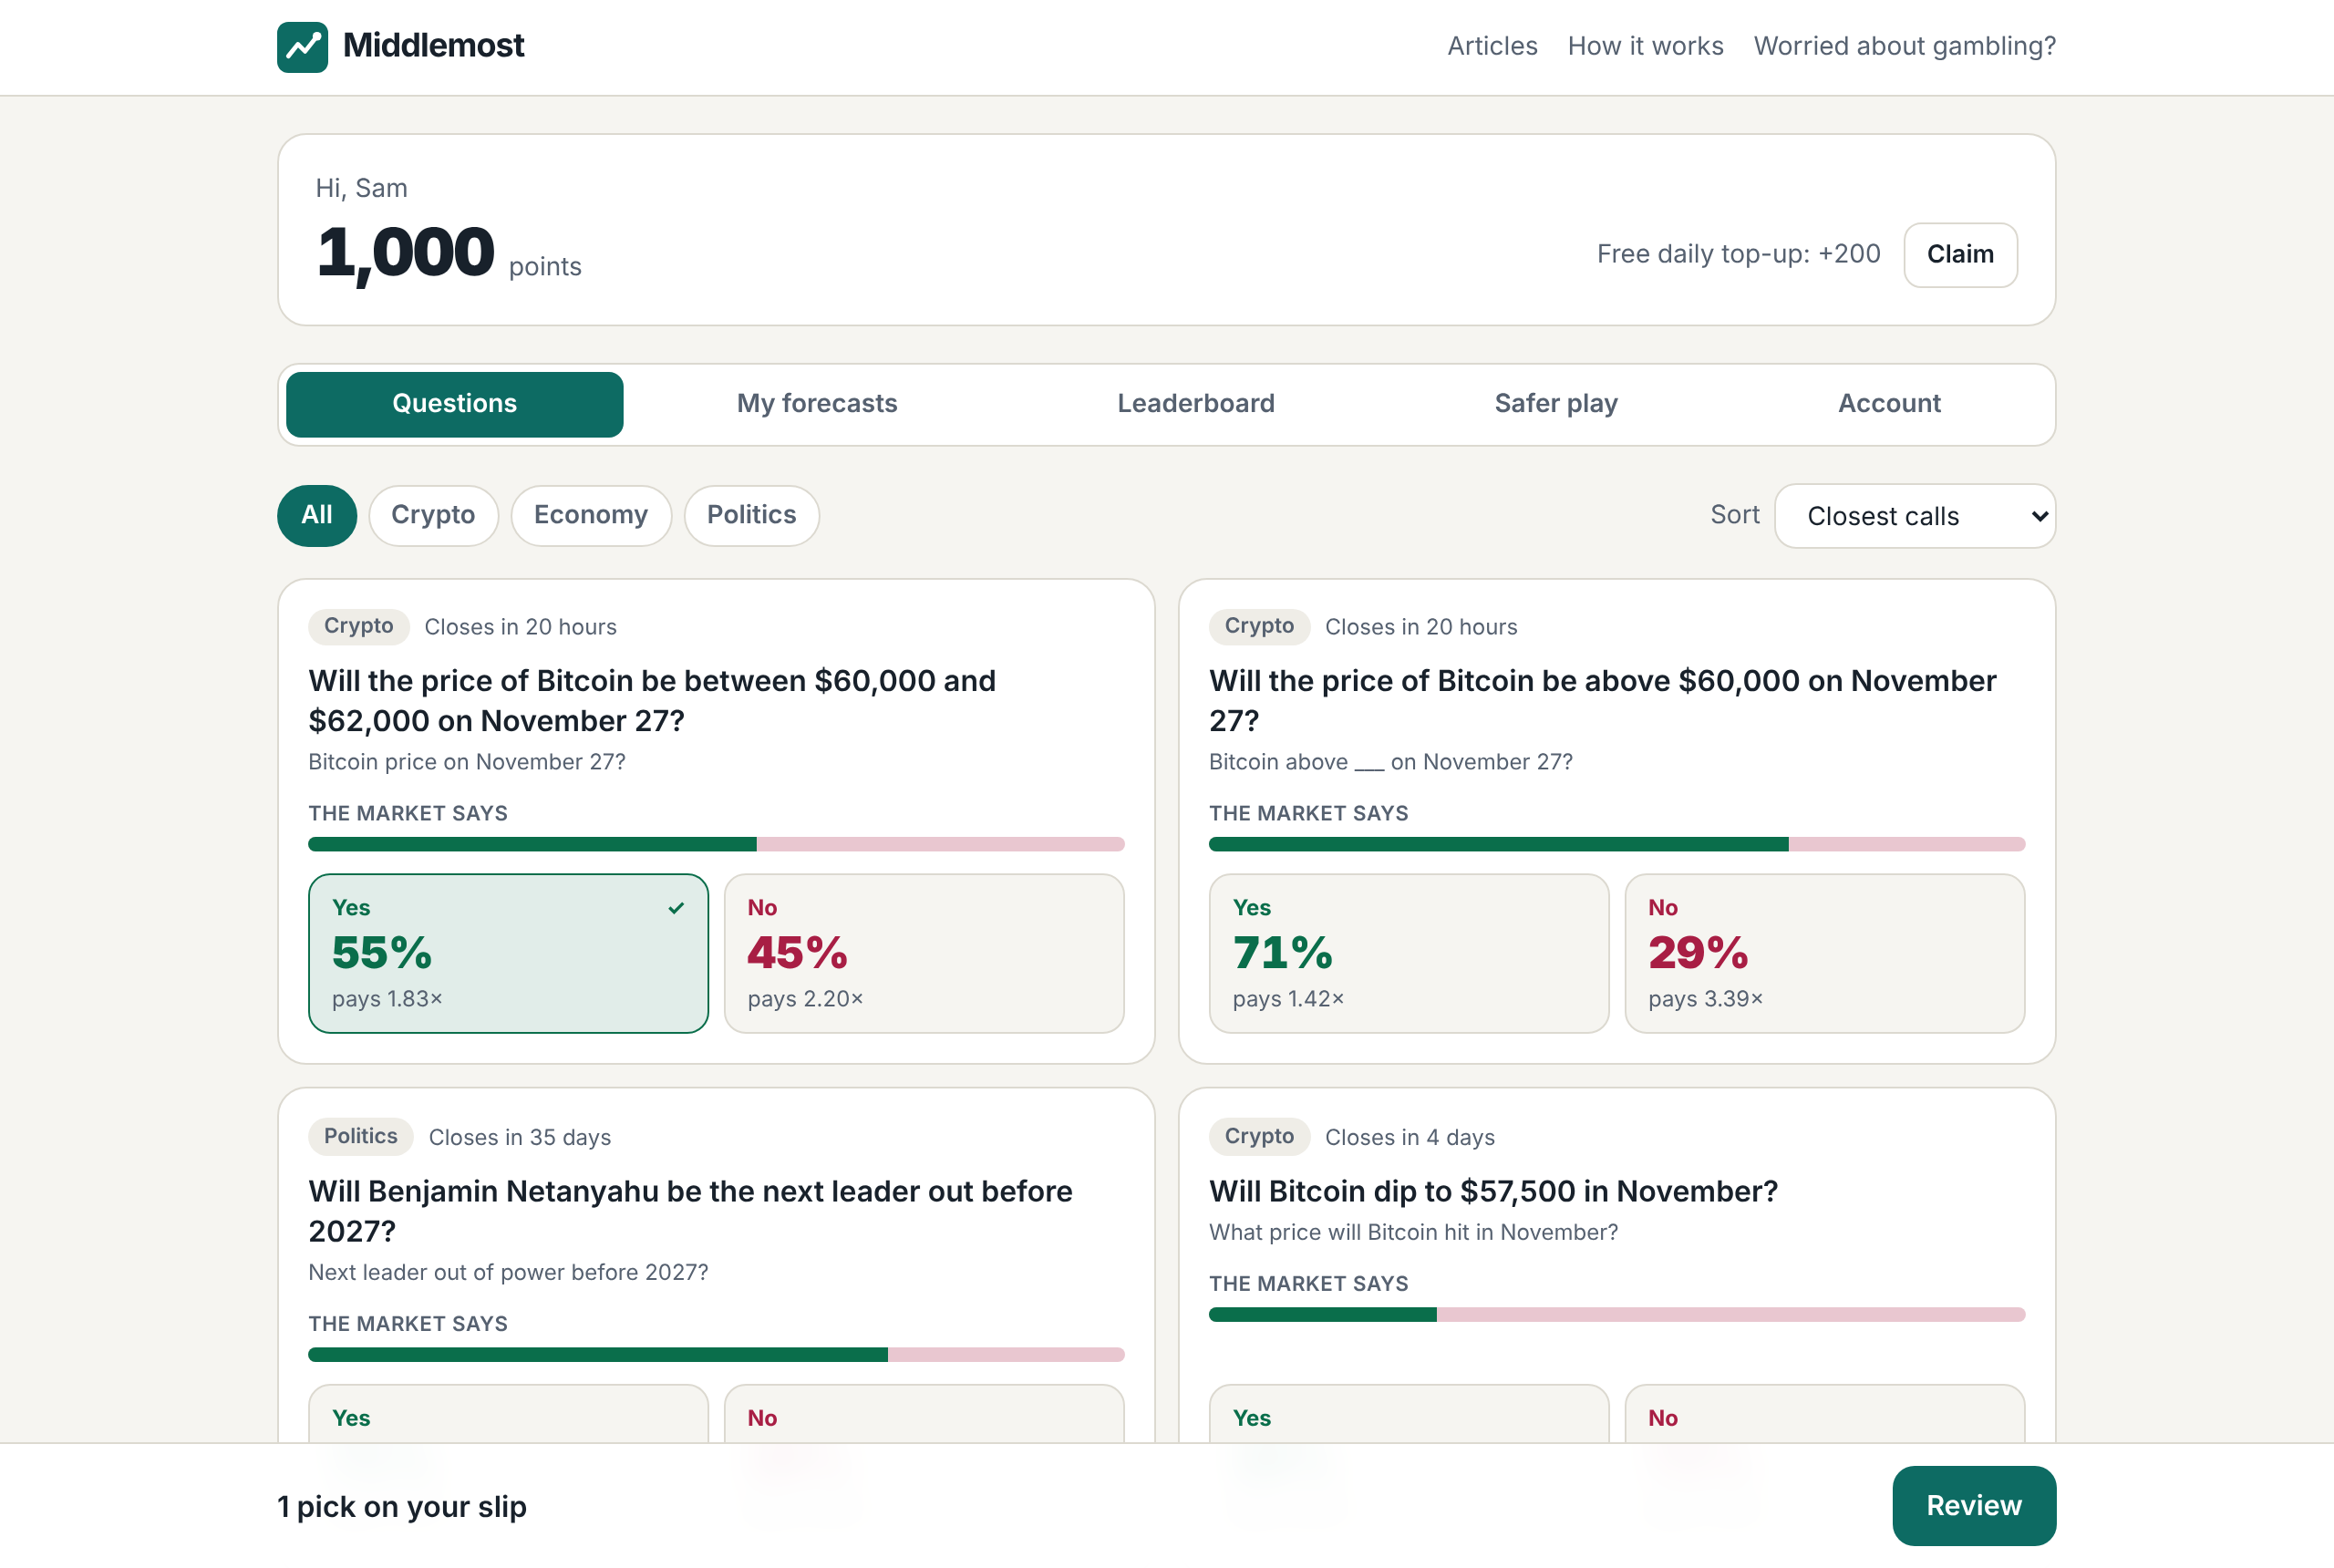 Middlemost
Articles
How it works
Worried about gambling?
Hi, Sam
1,000 points
Free daily top-up: +200
Claim
Questions
My forecasts
Leaderboard
Safer play
Account
All
Crypto
Economy
Politics
Sort
Closest calls
Crypto
Closes in 20 hours
Will the price of Bitcoin be between $60,000 and
$62,000 on November 27?
Bitcoin price on November 27?
THE MARKET SAYS
Yes
55%
pays 1.83×
No
45%
pays 2.20×
Crypto
Closes in 20 hours
Will the price of Bitcoin be above $60,000 on November
27?
Bitcoin above ___ on November 27?
THE MARKET SAYS
Yes
71%
pays 1.42×
No
29%
pays 3.39×
Politics
Closes in 35 days
Will Benjamin Netanyahu be the next leader out before
2027?
Next leader out of power before 2027?
THE MARKET SAYS
Yes
No
Crypto
Closes in 4 days
Will Bitcoin dip to $57,500 in November?
What price will Bitcoin hit in November?
THE MARKET SAYS
Yes
No
1 pick on your slip
Review